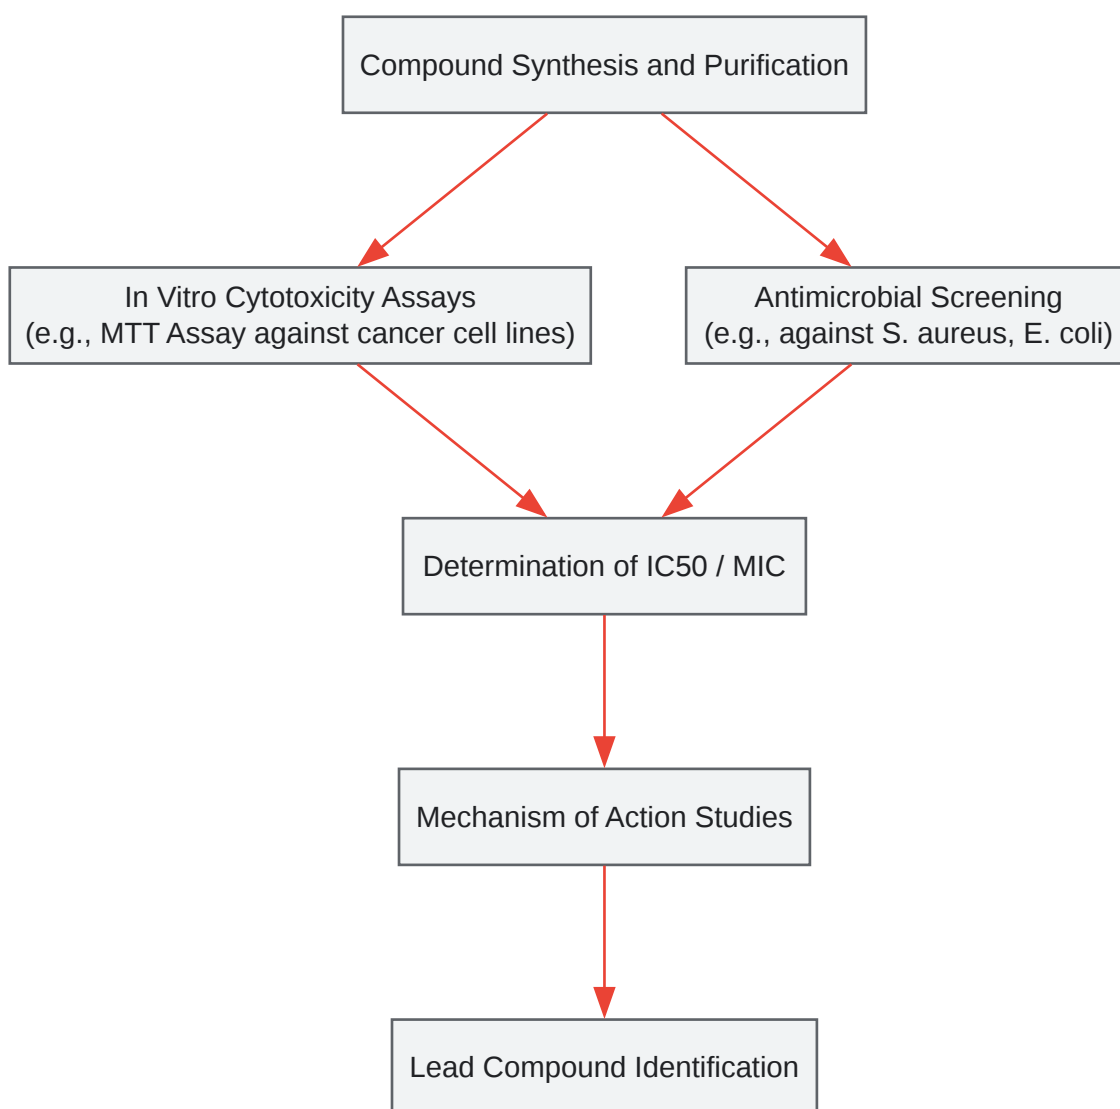 Compound Synthesis and Purification
In Vitro Cytotoxicity Assays
(e.g., MTT Assay against cancer cell lines)
Antimicrobial Screening
(e.g., against S. aureus, E. coli)
Determination of IC50 / MIC
Mechanism of Action Studies
Lead Compound Identification